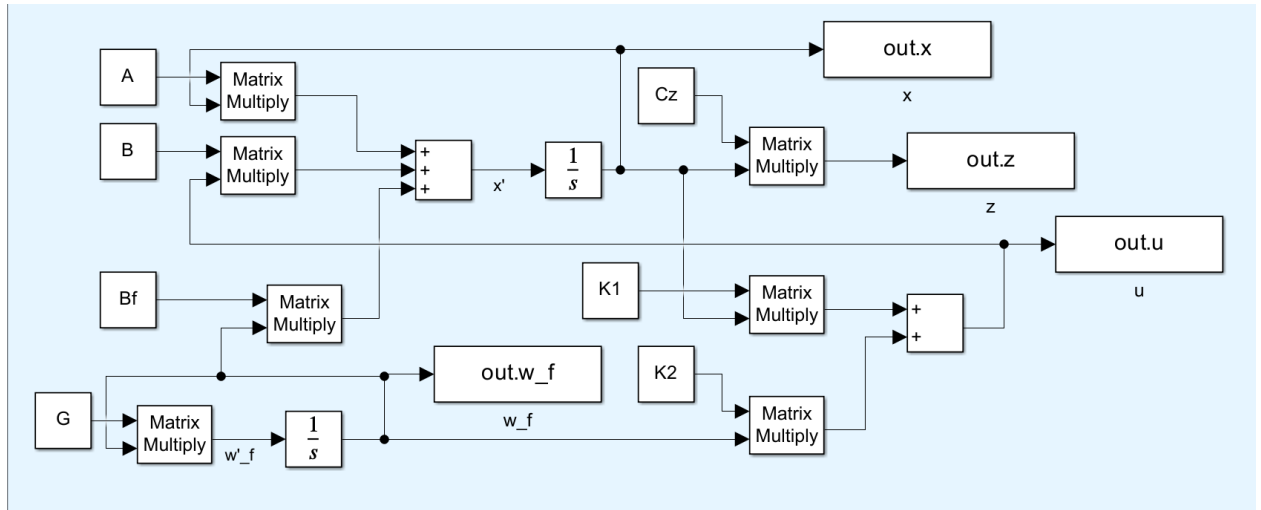 out.x
x
A
Matrix
Multiply
Cz
B
Matrix
Multiply
+
+
+
x'
1
s
Matrix
Multiply
out.z
z
out.u
u
Bf
Matrix
Multiply
K1
Matrix
Multiply
+
+
out.w_f
w_f
K2
G
Matrix
Multiply
w'_f
1
s
Matrix
Multiply